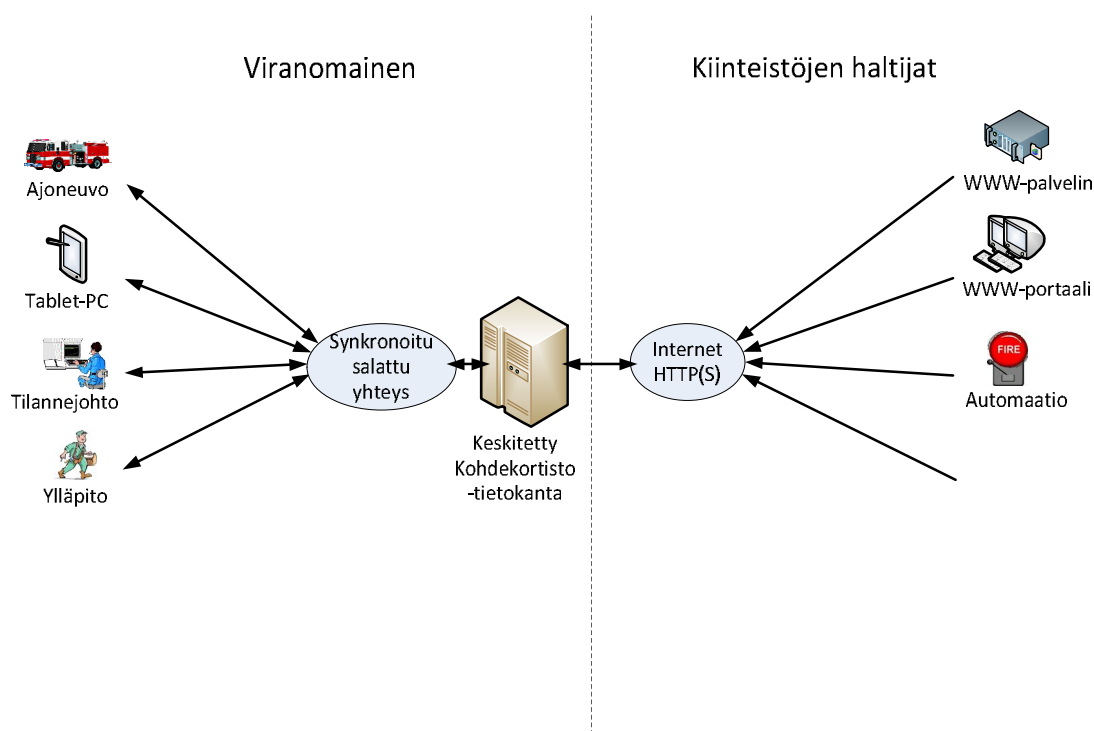 Viranomainen
Kiinteistöjen haltijat
Ajoneuvo
Tablet-PC
Tilannejohto
Ylläpito
Synkronoitu
salattu
yhteys
Keskitetty
Kohdekortisto
-tietokanta
Internet
HTTP(S)
WWW-palvelin
WWW-portaali
FIRE
Automaatio